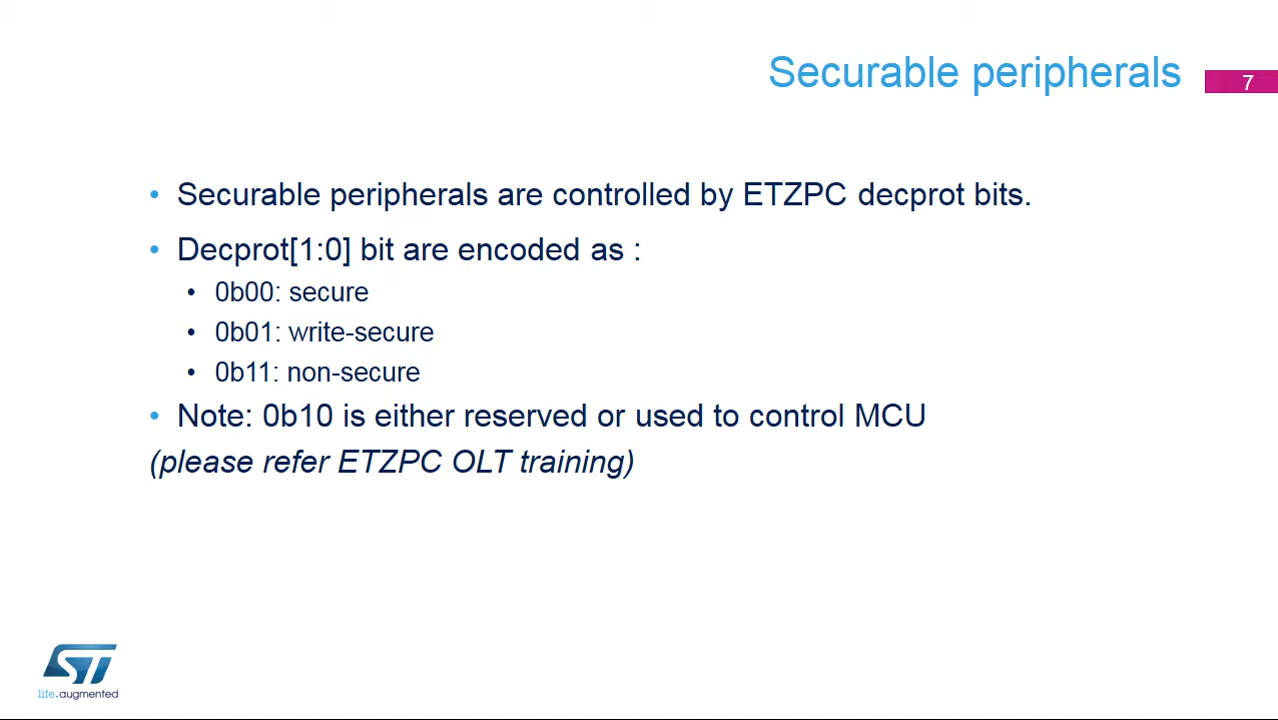 Securable peripherals
7
• Securable peripherals are controlled by ETZPC decprot bits.
• Decprot[1:0] bit are encoded as :
• 0b00: secure
• 0b01: write-secure
• 0b11: non-secure
• Note: 0b10 is either reserved or used to control MCU
(please refer ETZPC OLT training)
ST
life.augmented